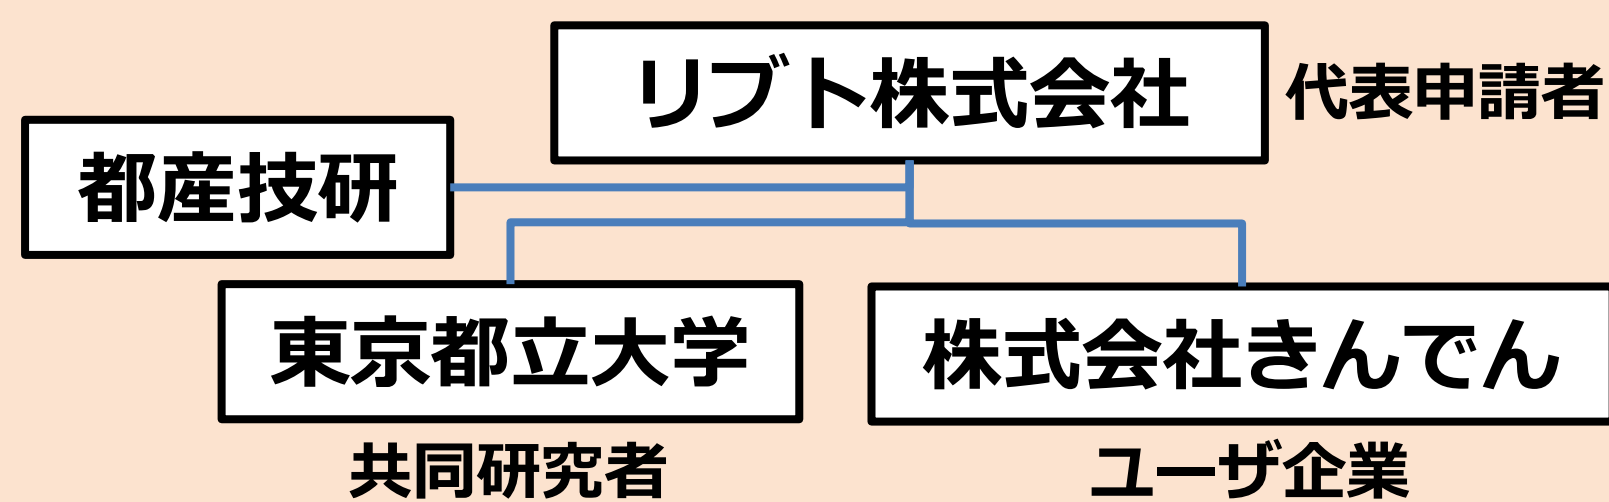 リブト株式会社
代表申請者
都産技研
東京都立大学
株式会社きんでん
共同研究者
ユーザ企業